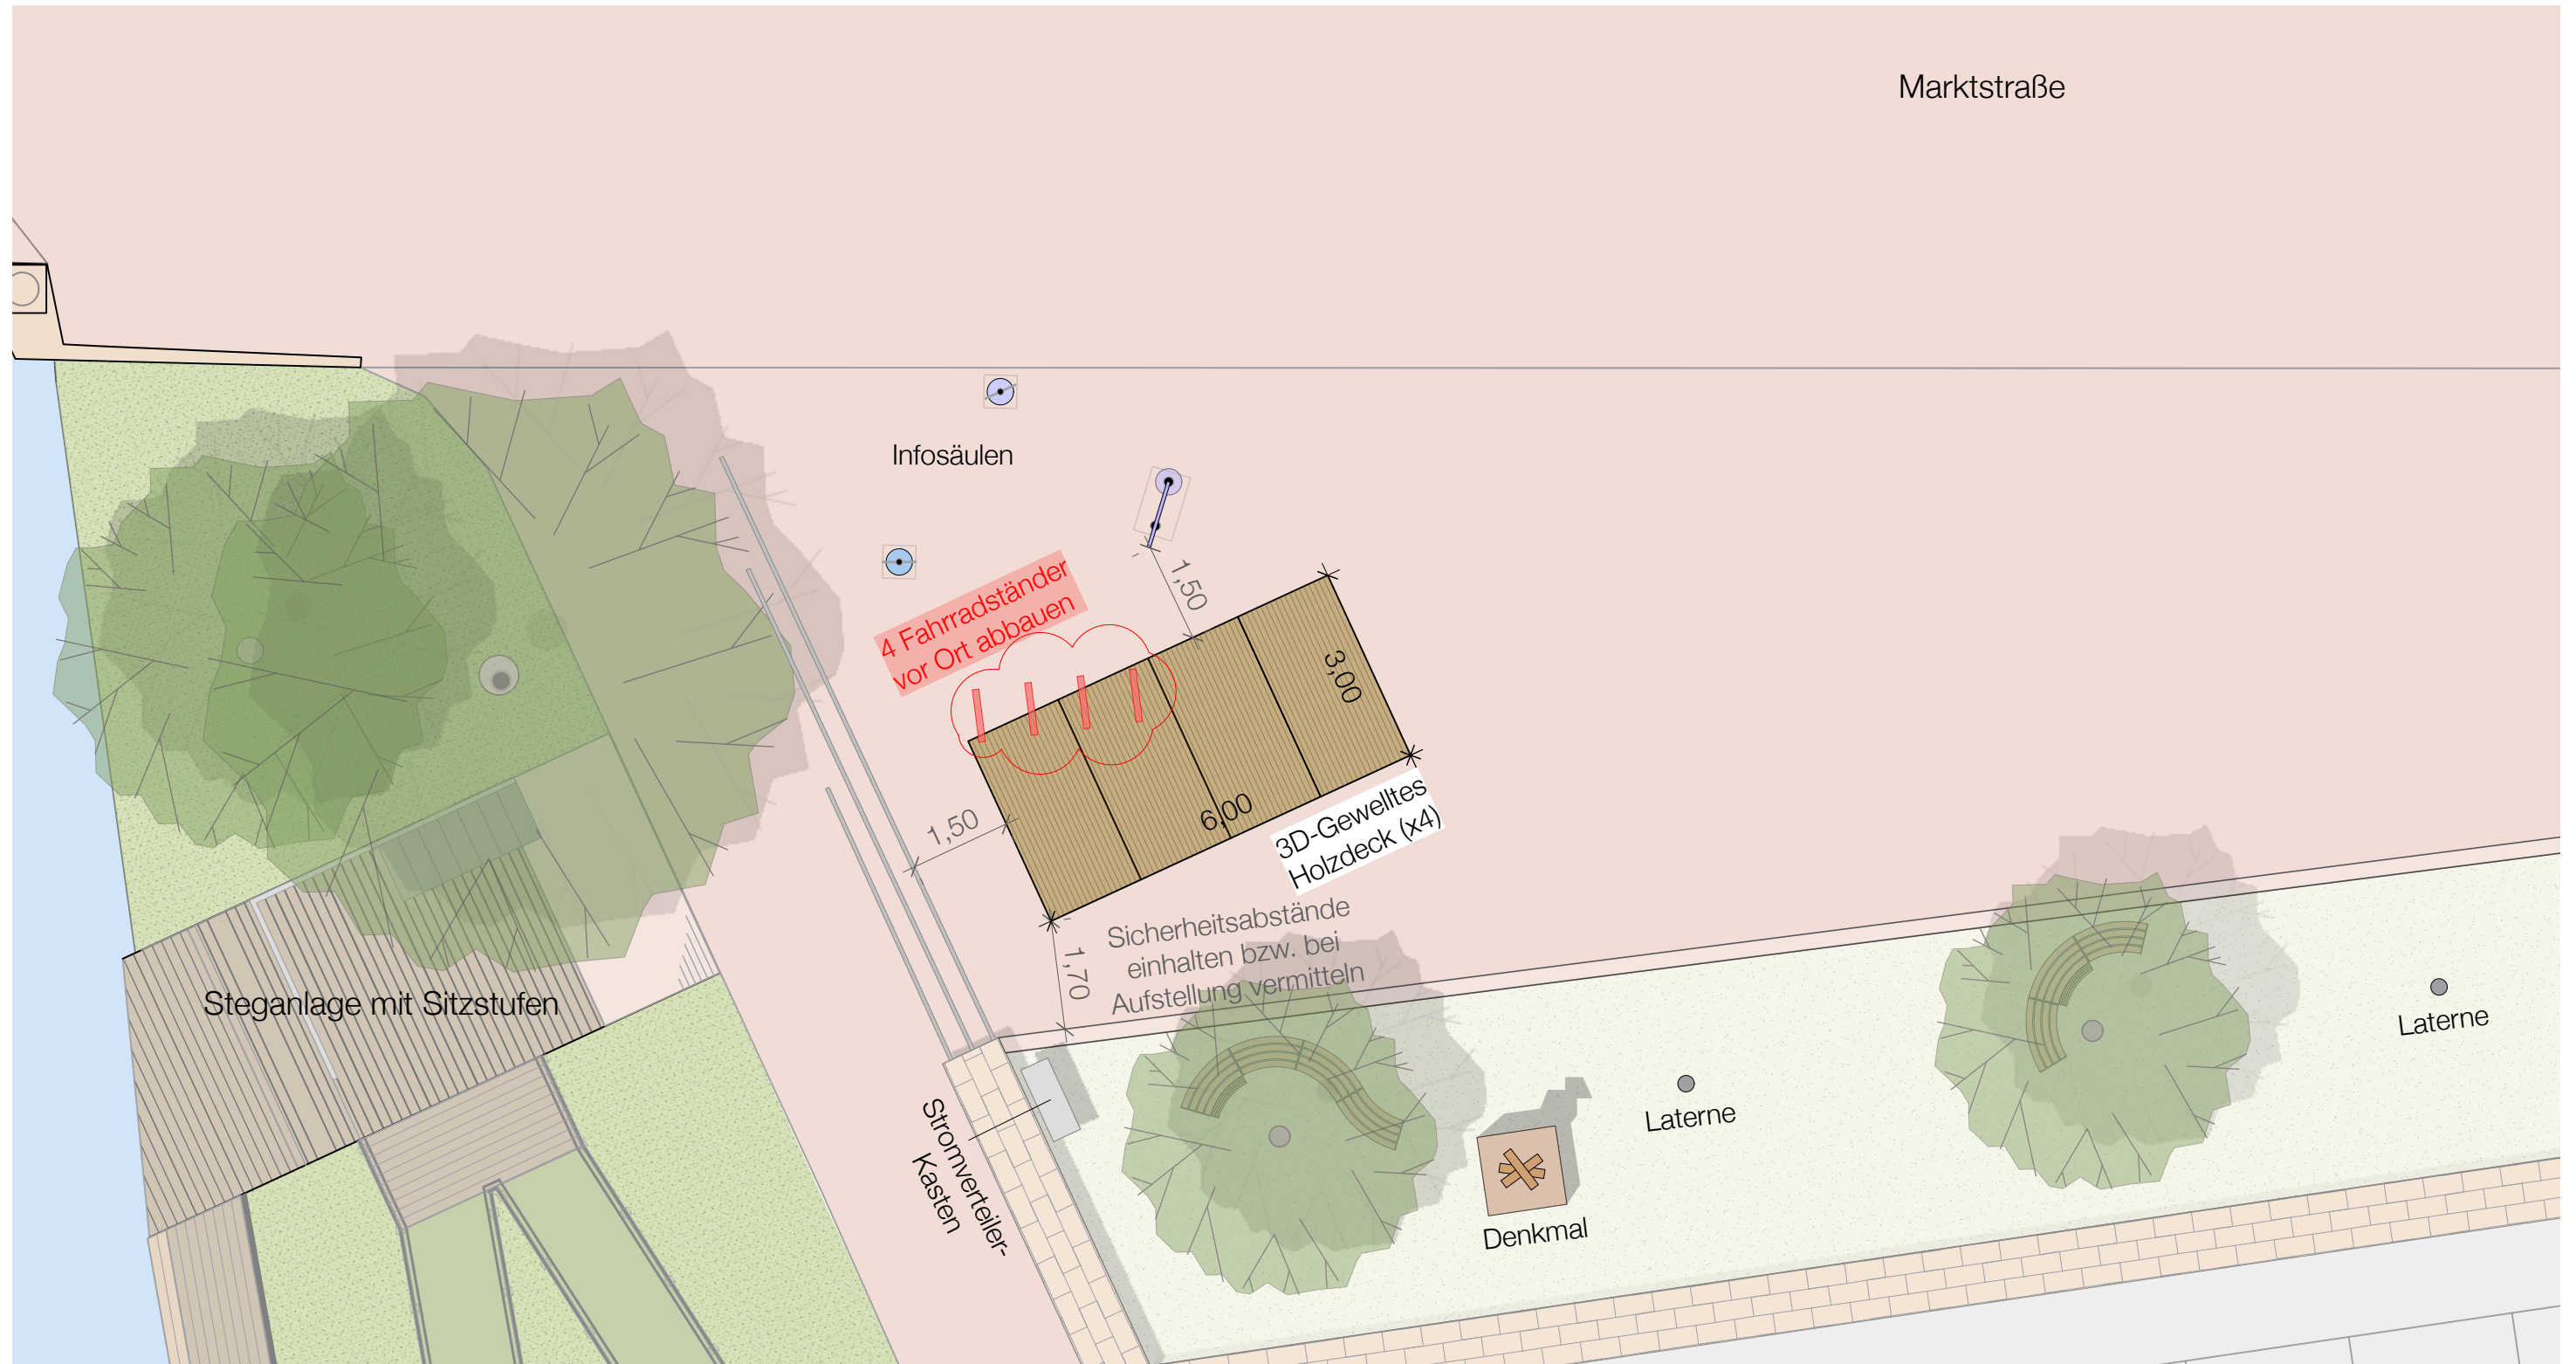 Marktstraße
Infosäulen
4 Fahrradständer
vor Ort abbauen
1,50
3,00
1,50
6,00
3D-Gewelltes
Holzdeck (x4)
Sicherheitsabstände
einhalten bzw. bei
Aufstellung vermitteln
1,70
Steganlage mit Sitzstufen
Laterne
Laterne
Stromverteiler-
Kasten
Denkmal